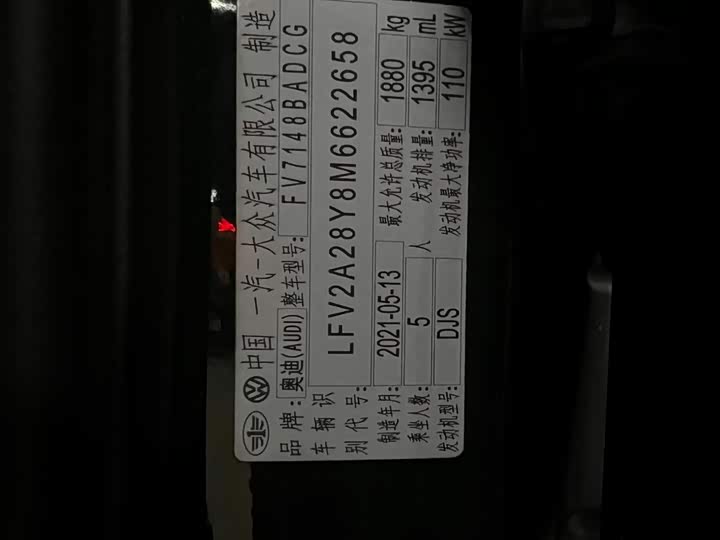 中国 一汽-大众汽车有限公司 制造
品牌: 奥迪(AUDI) 整车型号: FV7148BADCG
车辆识别代号: LFV2A28Y8M6622658
制造年月: 2021-05-13 最大允许总质量: 1880 kg
乘坐人数: 5 人 发动机排量: 1395 mL
发动机型号: DJS 发动机最大净功率: 110 kW